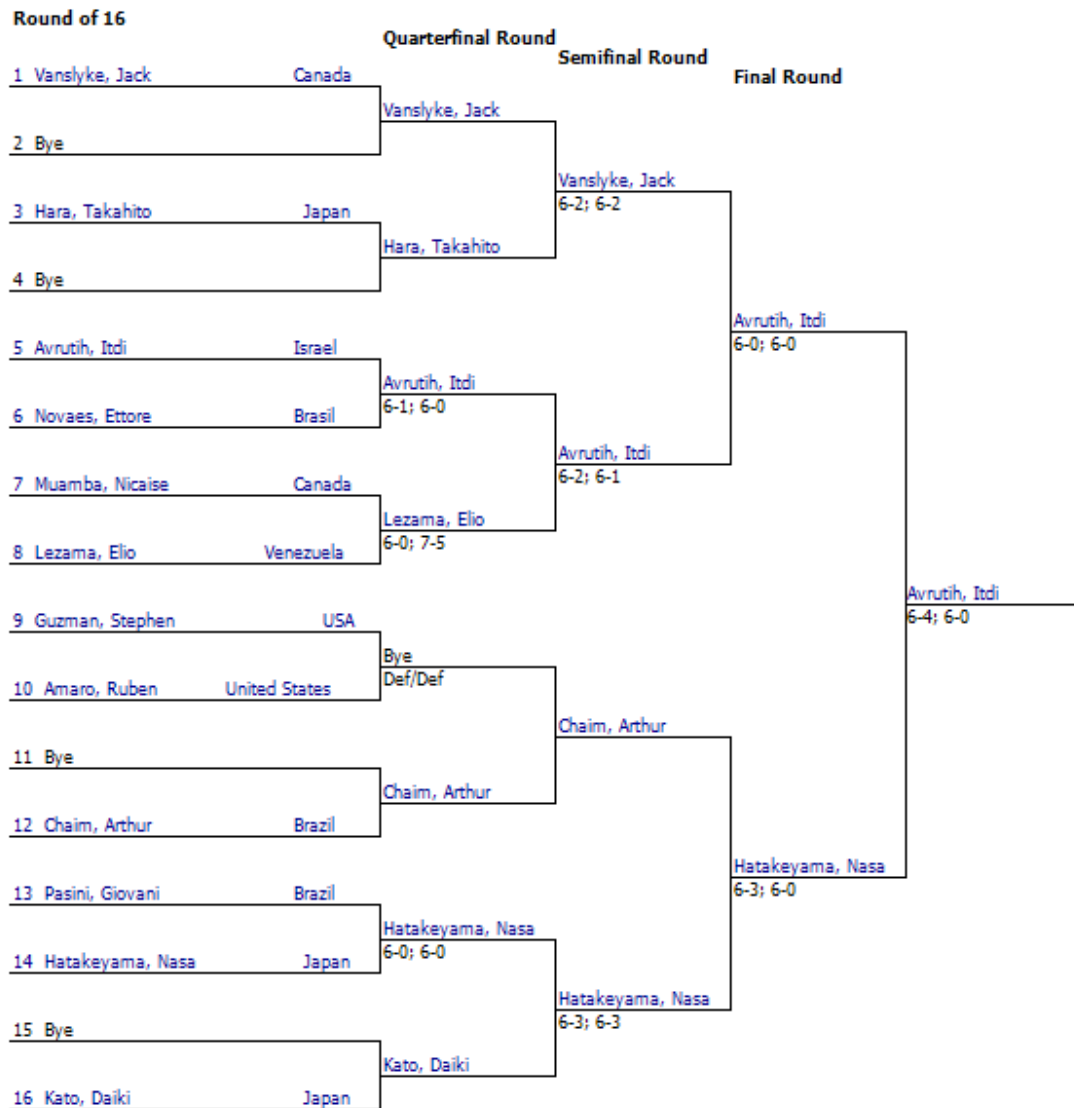 Round of 16
Quarterfinal Round
Semifinal Round
Final Round
1 Vanslyke, Jack Canada
Vanslyke, Jack
2 Bye
Vanslyke, Jack
6-2; 6-2
3 Hara, Takahito Japan
Hara, Takahito
4 Bye
Avrutih, Itdi
6-0; 6-0
5 Avrutih, Itdi Israel
Avrutih, Itdi
6-1; 6-0
6 Novaes, Ettore Brasil
Avrutih, Itdi
6-2; 6-1
7 Muamba, Nicaise Canada
Lezama, Elio
6-0; 7-5
8 Lezama, Elio Venezuela
Avrutih, Itdi
6-4; 6-0
9 Guzman, Stephen USA
Bye
Def/Def
10 Amaro, Ruben United States
Chaim, Arthur
11 Bye
Chaim, Arthur
12 Chaim, Arthur Brazil
Hatakeyama, Nasa
6-3; 6-0
13 Pasini, Giovani Brazil
Hatakeyama, Nasa
6-0; 6-0
14 Hatakeyama, Nasa Japan
Hatakeyama, Nasa
6-3; 6-3
15 Bye
Kato, Daiki
16 Kato, Daiki Japan